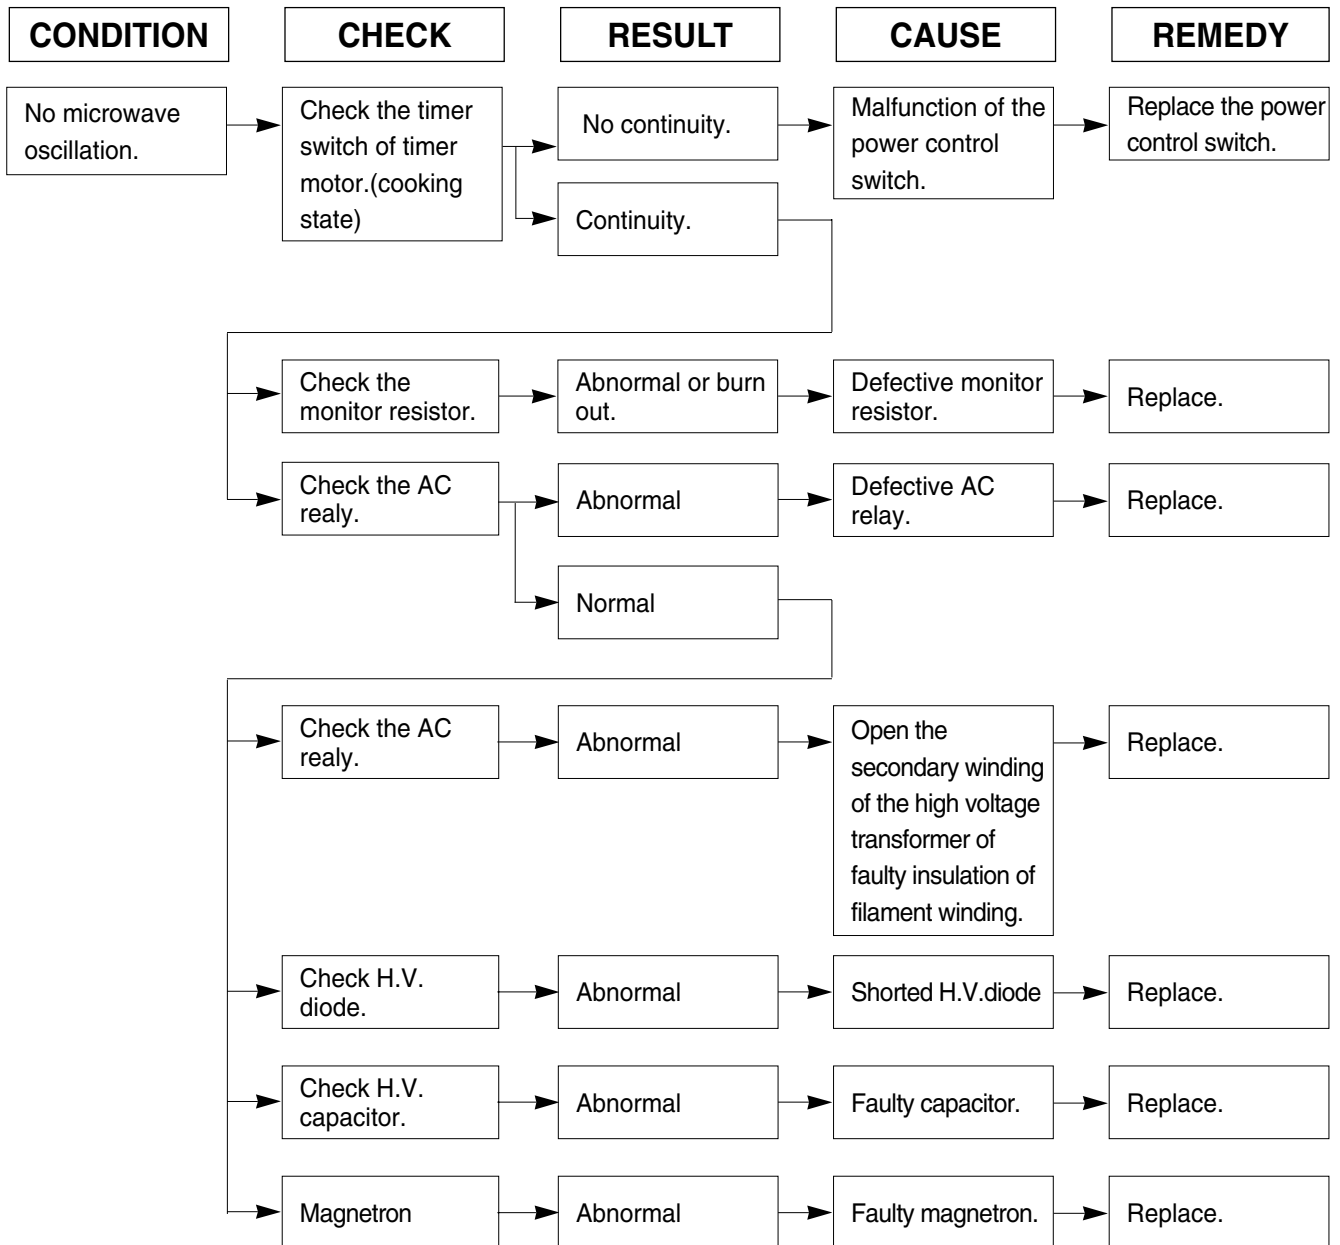 CONDITION
CHECK
RESULT
CAUSE
REMEDY
No microwave
oscillation.
Check the timer
switch of timer
motor.(cooking
state)
No continuity.
Malfunction of the
power control
switch.
Replace the power
control switch.
Continuity.
Check the
monitor resistor.
Abnormal or burn
out.
Defective monitor
resistor.
Replace.
Check the AC
realy.
Abnormal
Defective AC
relay.
Replace.
Normal
Check the AC
realy.
Abnormal
Open the
secondary winding
of the high voltage
transformer of
faulty insulation of
filament winding.
Replace.
Check H.V.
diode.
Abnormal
Shorted H.V.diode
Replace.
Check H.V.
capacitor.
Abnormal
Faulty capacitor.
Replace.
Magnetron
Abnormal
Faulty magnetron.
Replace.